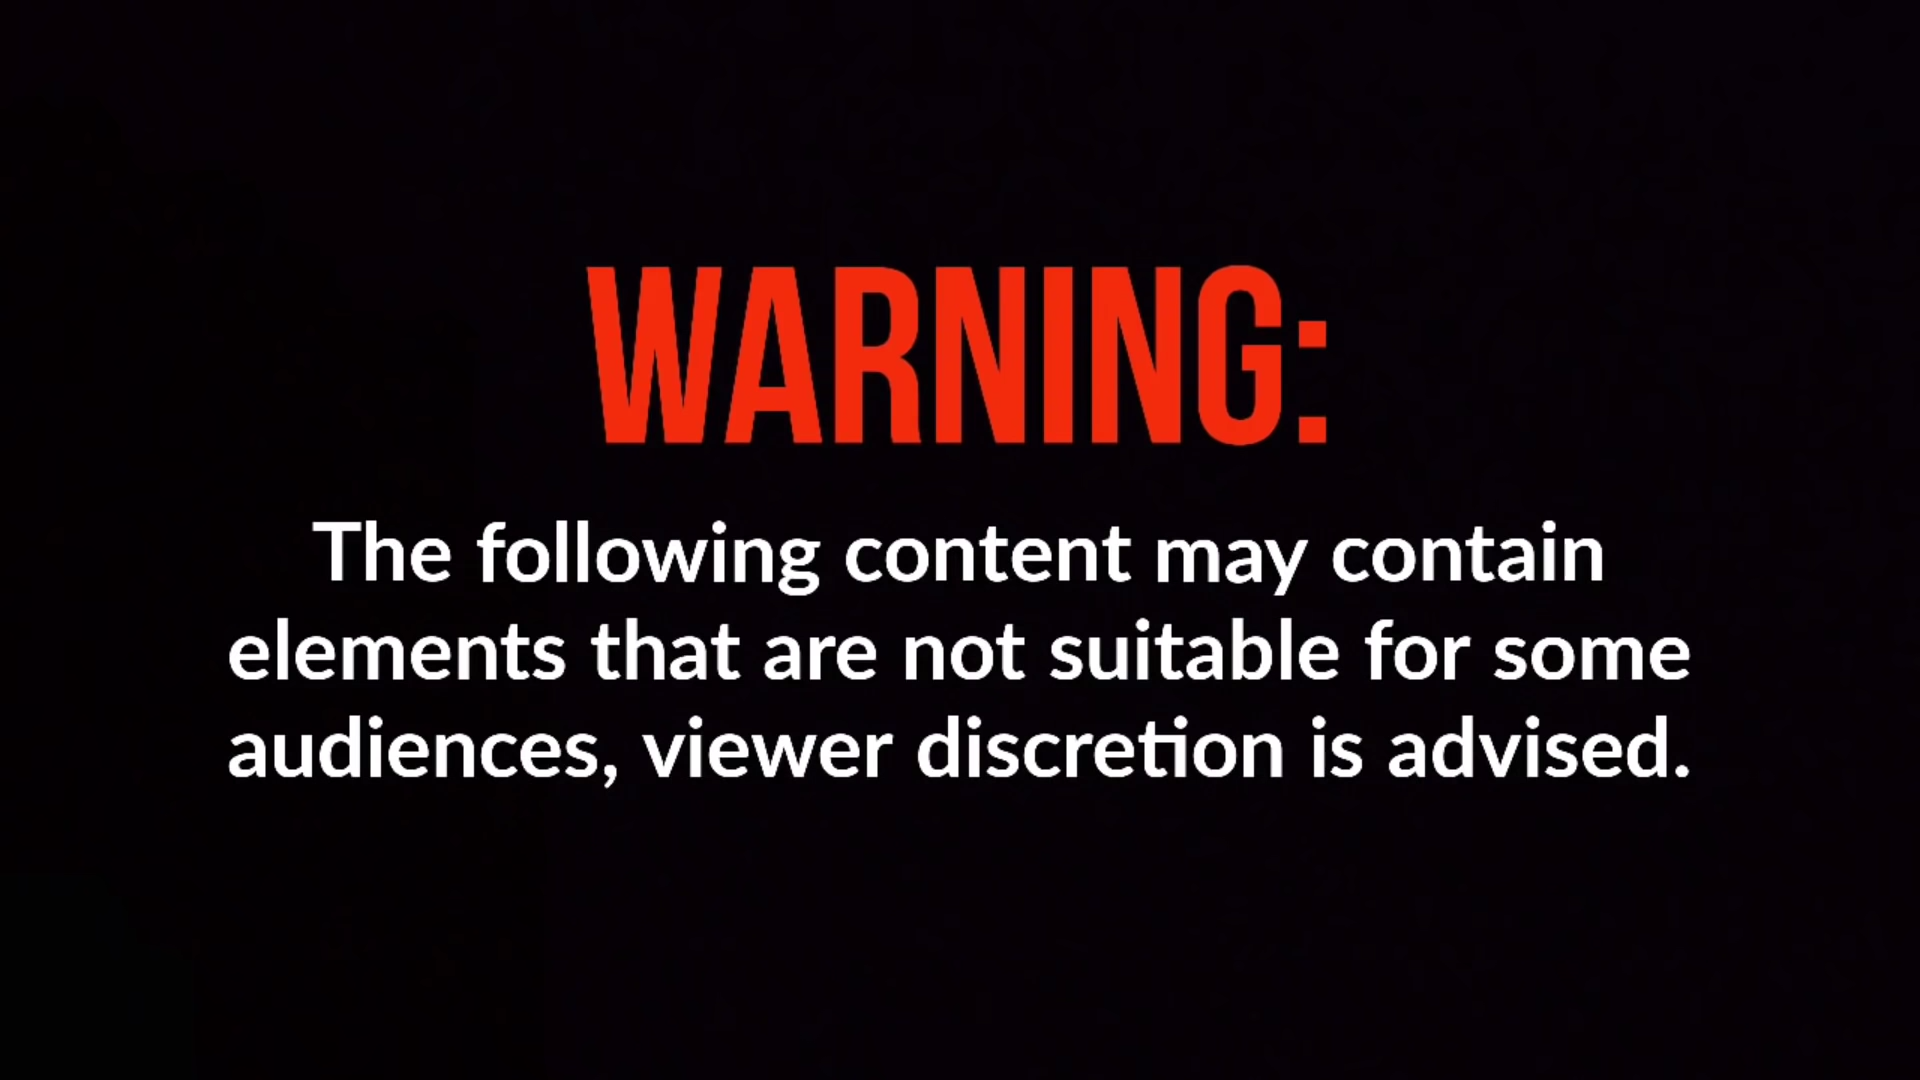 WARNING:
The following content may contain
elements that are not suitable for some
audiences, viewer discretion is advised.